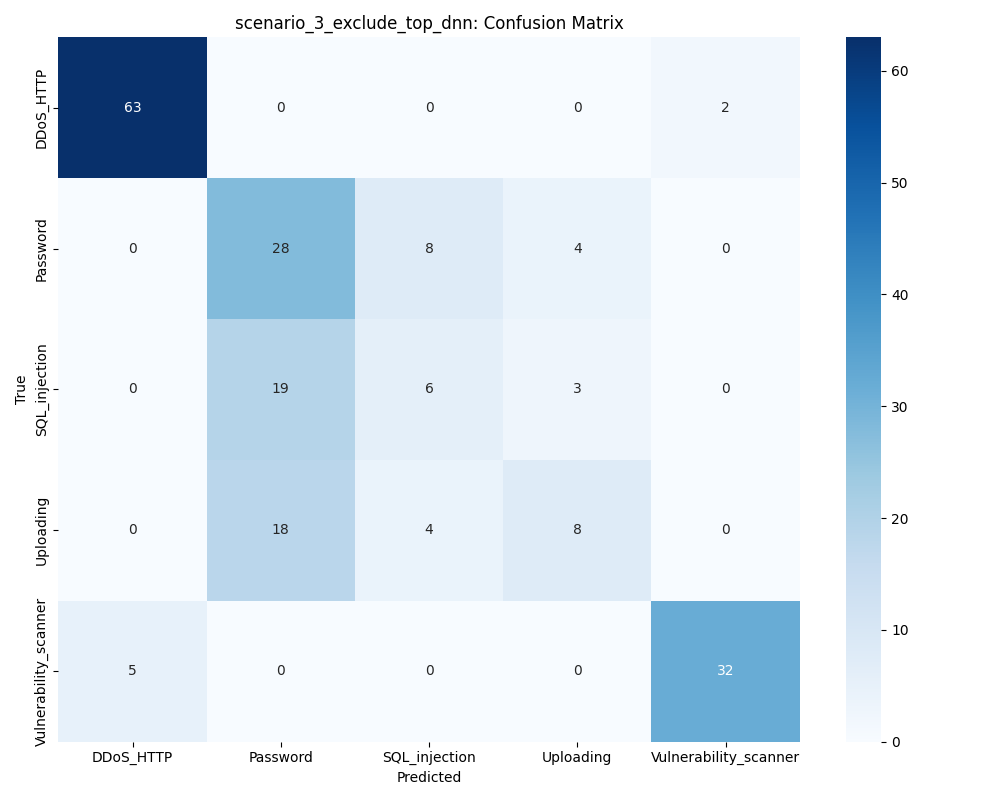 scenario_3_exclude_top_dnn: Confusion Matrix
DDoS_HTTP
63 0 0 0 2
Password
0 28 8 4 0
True
SQL_injection
0 19 6 3 0
Uploading
0 18 4 8 0
Vulnerability_scanner
5 0 0 0 32
DDoS_HTTP Password SQL_injection Uploading Vulnerability_scanner
Predicted
60
50
40
30
20
10
0